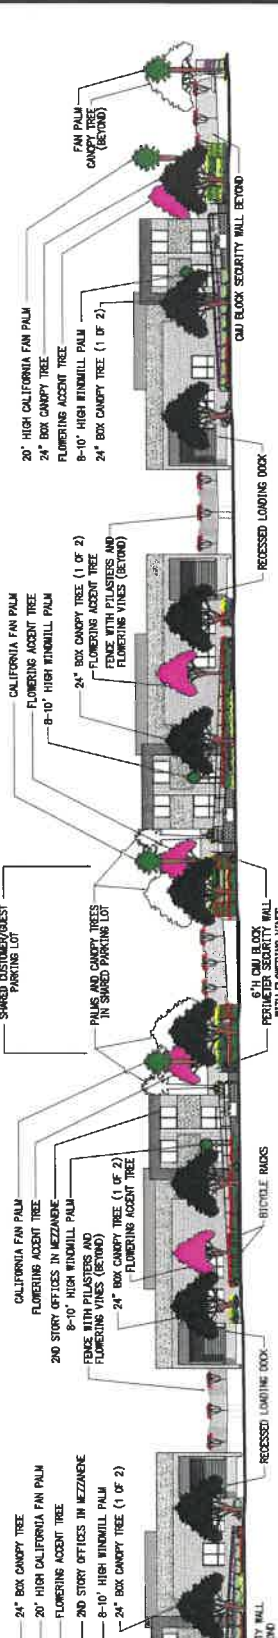 24" BOX CANOPY TREE
20' HIGH CALIFORNIA FAN PALM
FLOWERING ACCENT TREE
2ND STORY OFFICES IN MEZZANENE
8-10' HIGH WINDMILL PALM
24" BOX CANOPY TREE (1 OF 2)
RECESSED LOADING DOCK
CALIFORNIA FAN PALM
FLOWERING ACCENT TREE
2ND STORY OFFICES IN MEZZANENE
8-10' HIGH WINDMILL PALM
FENCE WITH PILASTERS AND
FLOWERING VINES (BEYOND)
24" BOX CANOPY TREE (1 OF 2)
FLOWERING ACCENT TREE
BICYCLE RACKS
SHARED CUSTOMER/GUEST
PARKING LOT
PALMS AND CANOPY TREES
IN SHARED PARKING LOT
6'H CMU BLOCK
PERIMETER SECURITY WALL
WITH FLOWERING VINES
CALIFORNIA FAN PALM
FLOWERING ACCENT TREE
8-10' HIGH WINDMILL PALM
24" BOX CANOPY TREE (1 OF 2)
FLOWERING ACCENT TREE
FENCE WITH PILASTERS AND
FLOWERING VINES (BEYOND)
RECESSED LOADING DOCK
20' HIGH CALIFORNIA FAN PALM
24" BOX CANOPY TREE
FLOWERING ACCENT TREE
8-10' HIGH WINDMILL PALM
24" BOX CANOPY TREE (1 OF 2)
CMU BLOCK SECURITY WALL BEYOND
FAN PALM
CANOPY TREE
(BEYOND)